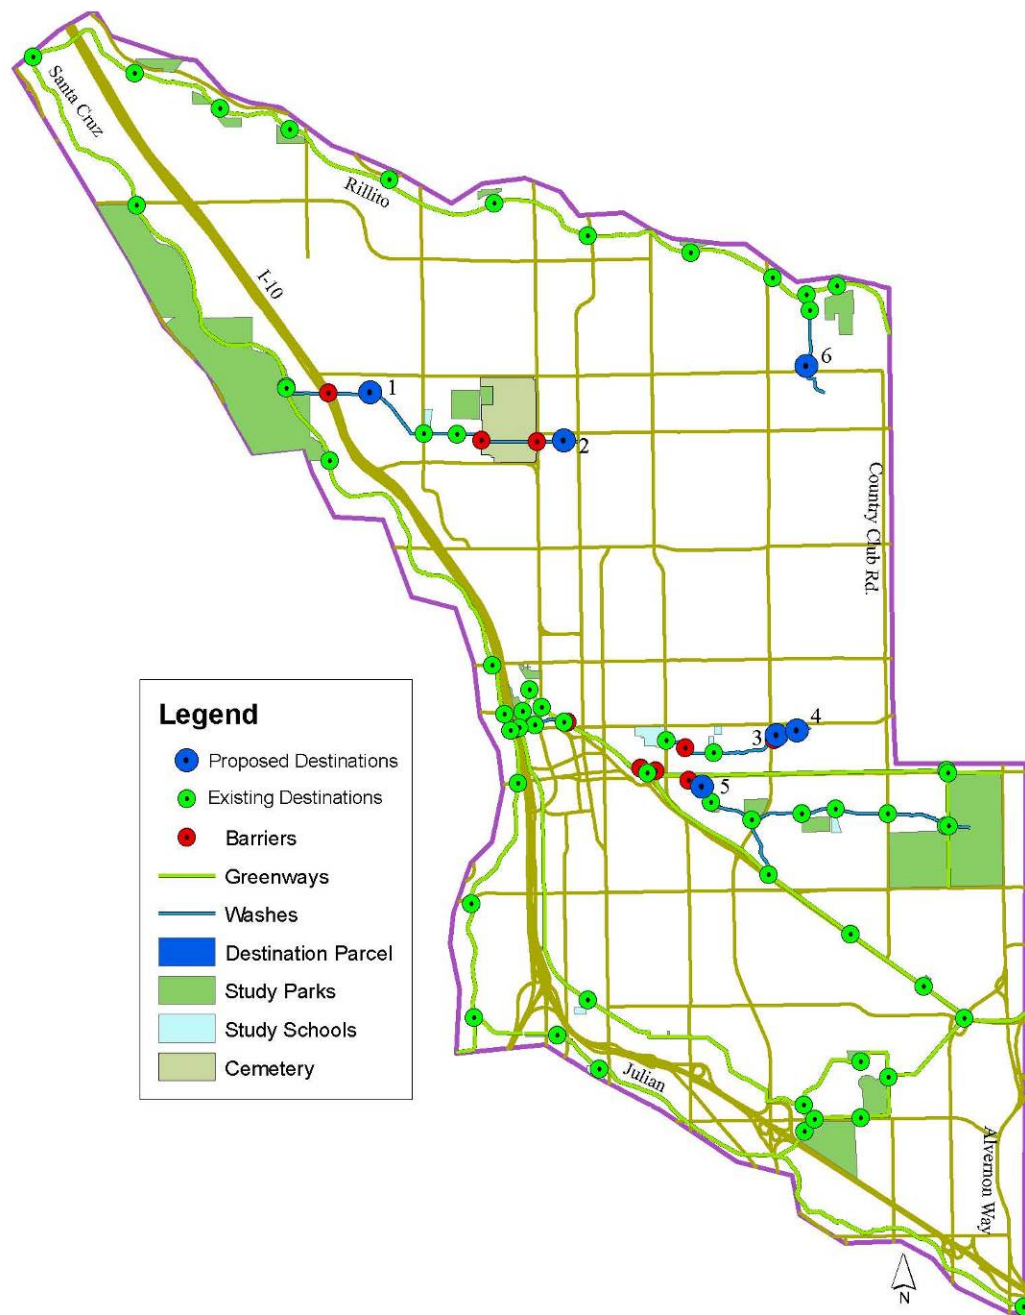 Santa Cruz
Rillito
I-10
6
1
2
Country Club Rd.
4
3
5
Legend
Proposed Destinations
Existing Destinations
Barriers
Greenways
Washes
Destination Parcel
Study Parks
Study Schools
Cemetery
Julian
Alvernon Way
N